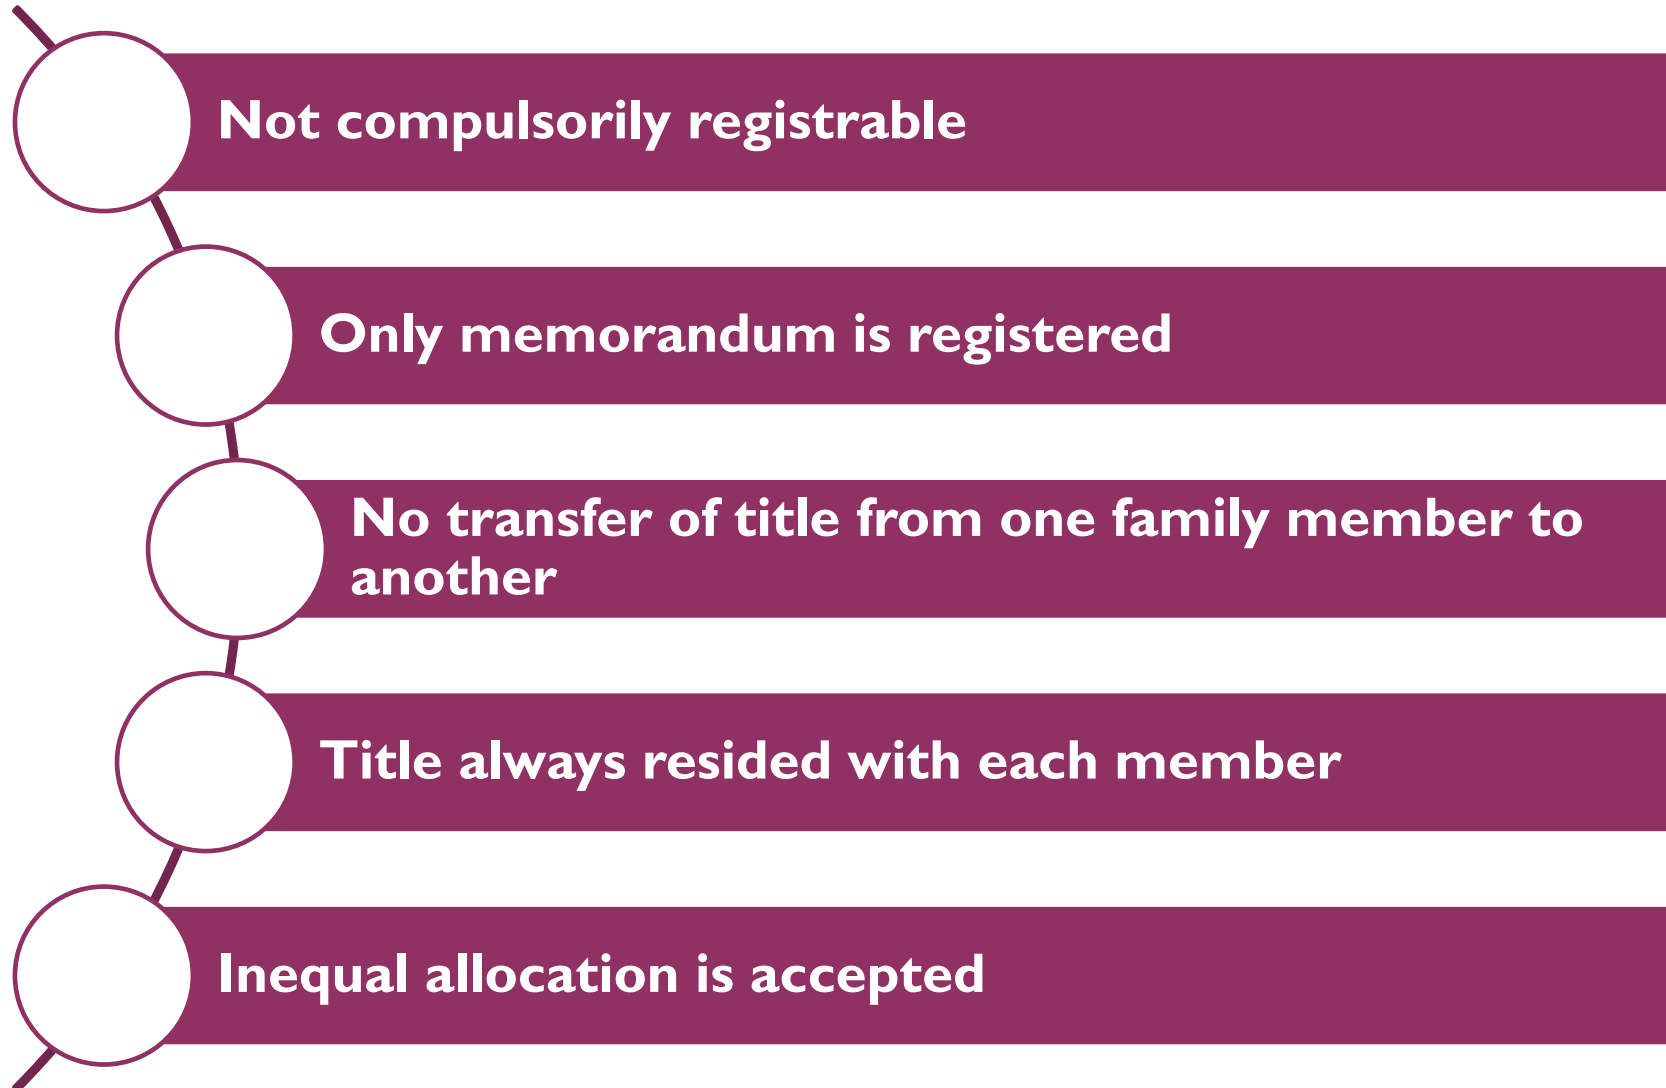 Not compulsorily registrable
Only memorandum is registered
No transfer of title from one family member to
another
Title always resided with each member
Inequal allocation is accepted